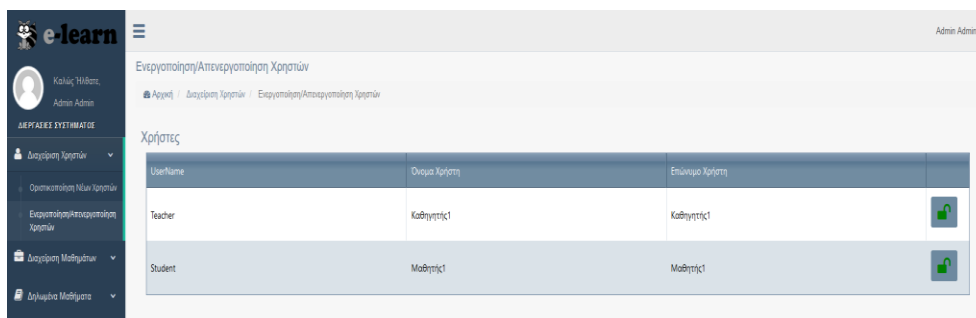 e-learn
Admin Admin
Καλώς Ήλθατε,
Admin Admin
ΔΙΕΡΓΑΣΙΕΣ ΣΥΣΤΗΜΑΤΟΣ
Διαχείριση Χρηστών
Οριστικοποίηση Νέων Χρηστών
Ενεργοποίηση/Απενεργοποίηση
Χρηστών
Διαχείριση Μαθημάτων
Δηλωμένα Μαθήματα
Ενεργοποίηση/Απενεργοποίηση Χρηστών
Αρχική / Διαχείριση Χρηστών / Ενεργοποίηση/Απενεργοποίηση Χρηστών
Χρήστες
UserName Όνομα Χρήστη Επώνυμο Χρήστη
Teacher Καθηγητής1 Καθηγητής1
Student Μαθητής1 Μαθητής1